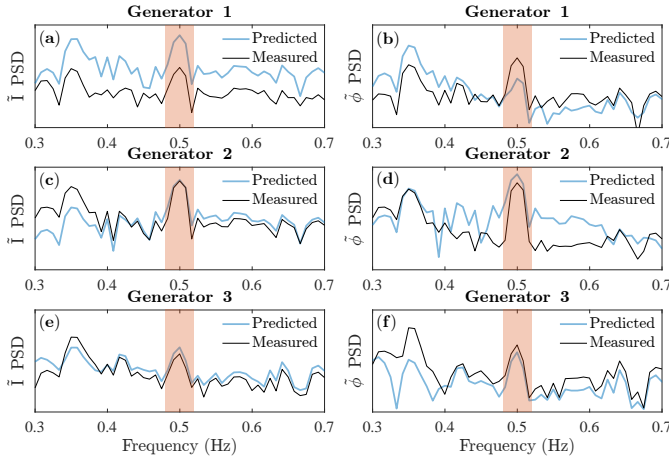 Generator 1
Generator 1
(a)
Predicted
Measured
Ĩ PSD
0.3 0.4 0.5 0.6 0.7
(b)
Predicted
Measured
ϕ̃ PSD
0.3 0.4 0.5 0.6 0.7
Generator 2
Generator 2
(c)
Predicted
Measured
Ĩ PSD
0.3 0.4 0.5 0.6 0.7
(d)
Predicted
Measured
ϕ̃ PSD
0.3 0.4 0.5 0.6 0.7
Generator 3
Generator 3
(e)
Predicted
Measured
Ĩ PSD
0.3 0.4 0.5 0.6 0.7
Frequency (Hz)
(f)
Predicted
Measured
ϕ̃ PSD
0.3 0.4 0.5 0.6 0.7
Frequency (Hz)